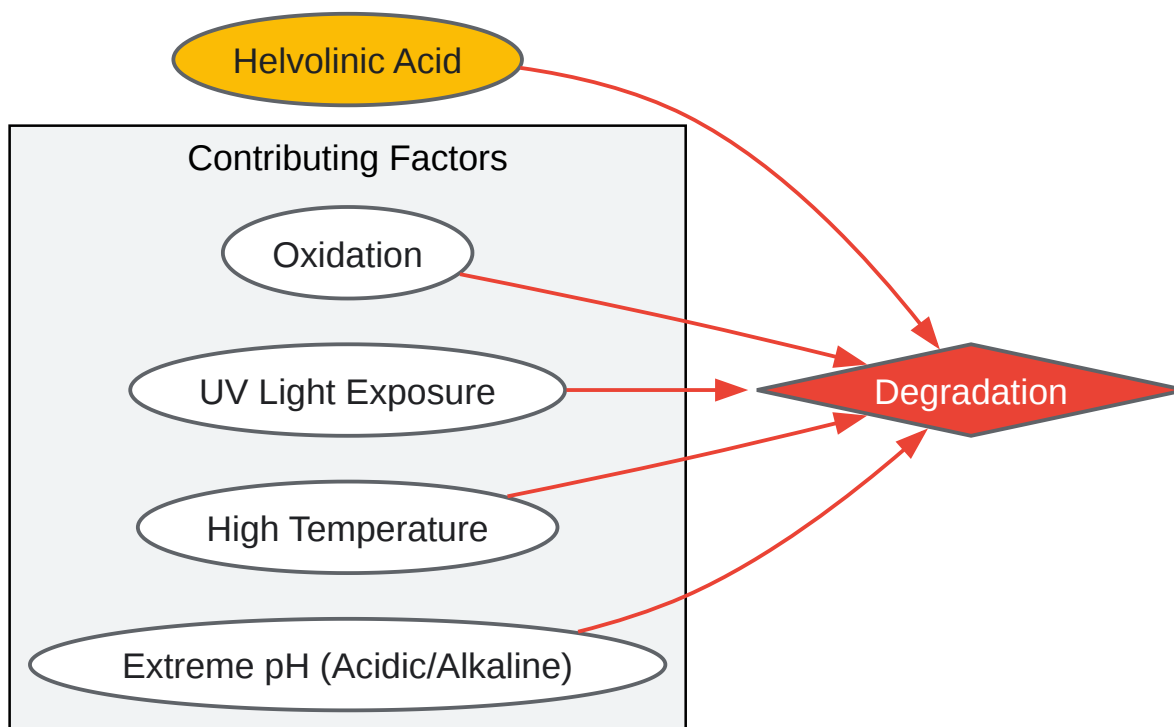 Helvolinic Acid
Contributing Factors
Oxidation
UV Light Exposure
Degradation
High Temperature
Extreme pH (Acidic/Alkaline)